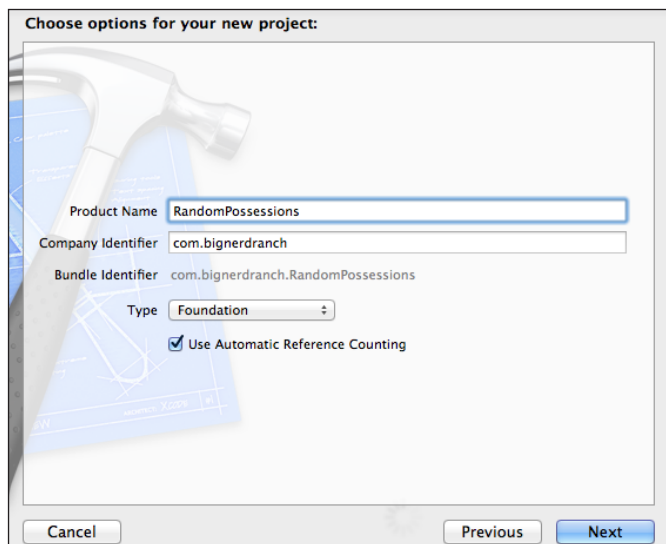 Choose options for your new project:
Product Name RandomPossessions
Company Identifier com.bignerdranch
Bundle Identifier com.bignerdranch.RandomPossessions
Type Foundation
Use Automatic Reference Counting
Cancel Previous Next